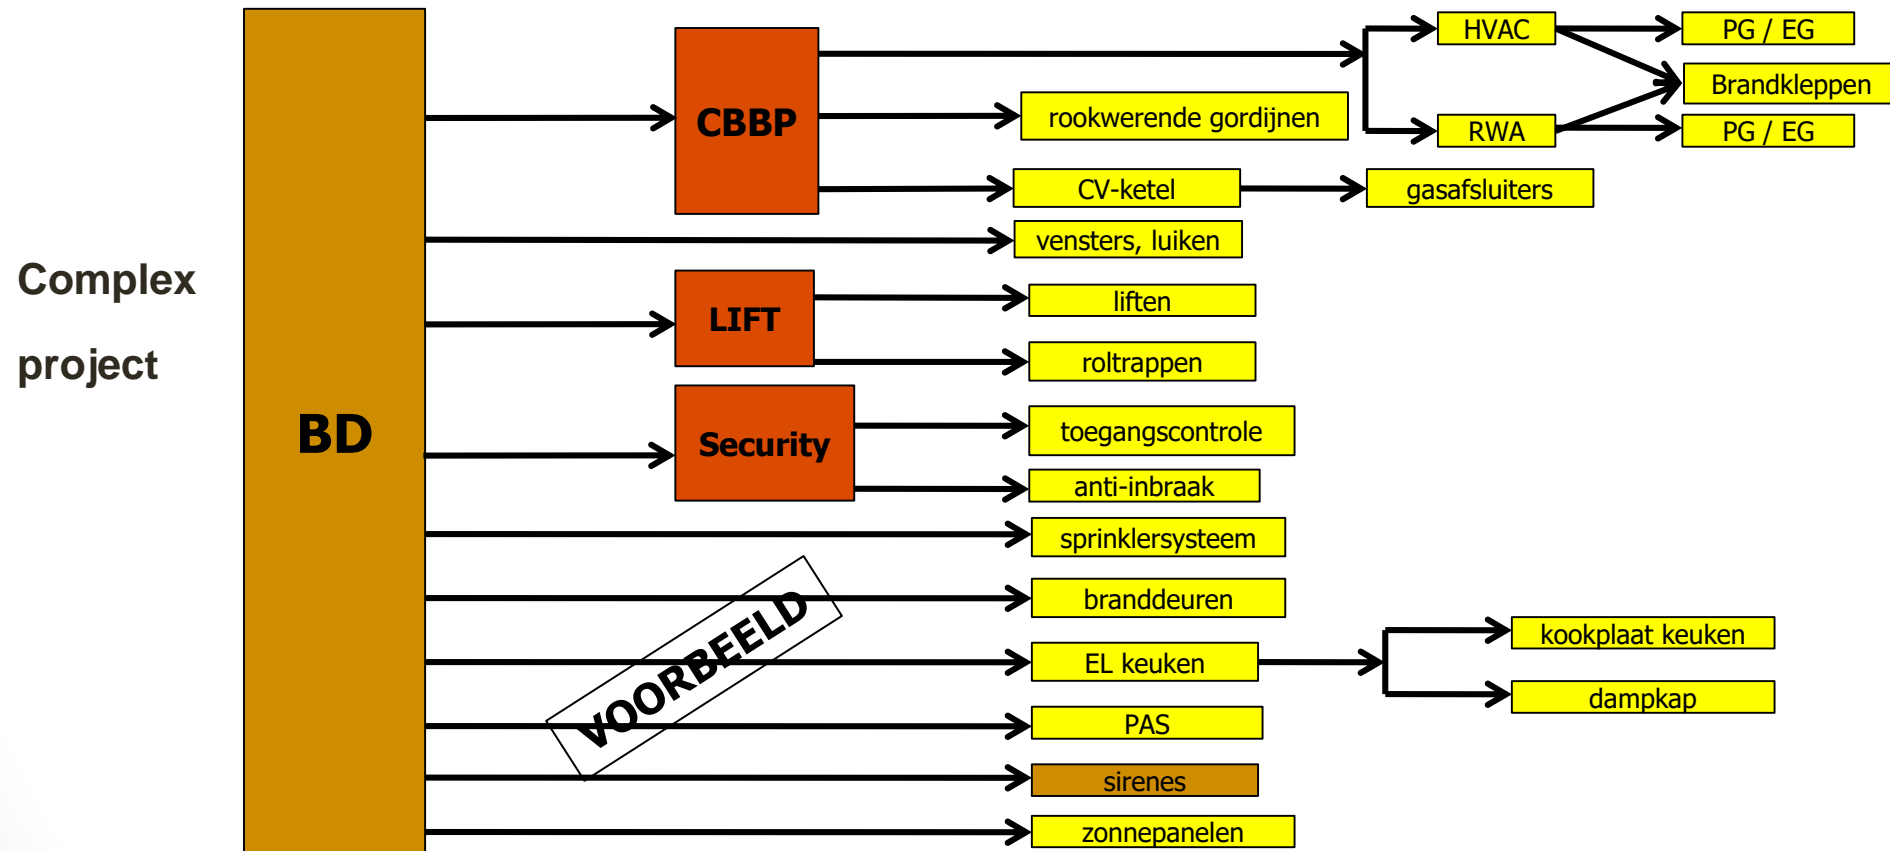 Complex
project
BD
CBBP
LIFT
Security
HVAC
PG / EG
Brandkleppen
RWA
PG / EG
rookwerende gordijnen
CV-ketel
gasafsluiters
vensters, luiken
liften
roltrappen
toegangscontrole
anti-inbraak
sprinklersysteem
branddeuren
EL keuken
kookplaat keuken
dampkap
PAS
sirenes
zonnepanelen
VOORBEELD